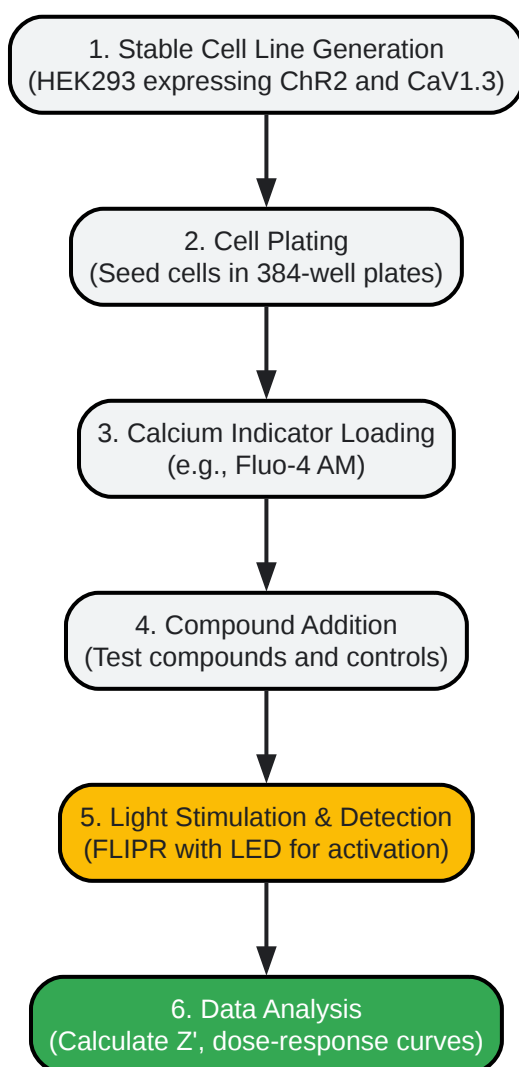 1. Stable Cell Line Generation
(HEK293 expressing ChR2 and CaV1.3)
2. Cell Plating
(Seed cells in 384-well plates)
3. Calcium Indicator Loading
(e.g., Fluo-4 AM)
4. Compound Addition
(Test compounds and controls)
5. Light Stimulation & Detection
(FLIPR with LED for activation)
6. Data Analysis
(Calculate Z', dose-response curves)